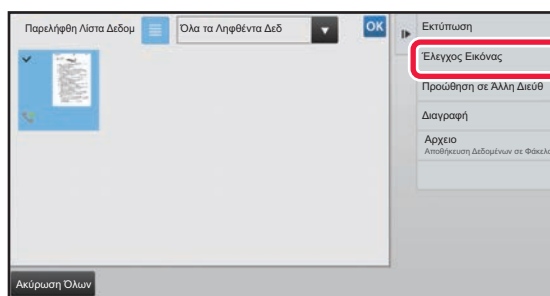 Παρελήφθη Λίστα Δεδομ
Όλα τα Ληφθέντα Δεδ
OK
Εκτύπωση
Έλεγχος Εικόνας
Προώθηση σε Άλλη Διεύθ
Διαγραφή
Αρχειο
Αποθήκευση Δεδομένων σε Φάκελο
Ακύρωση Όλων